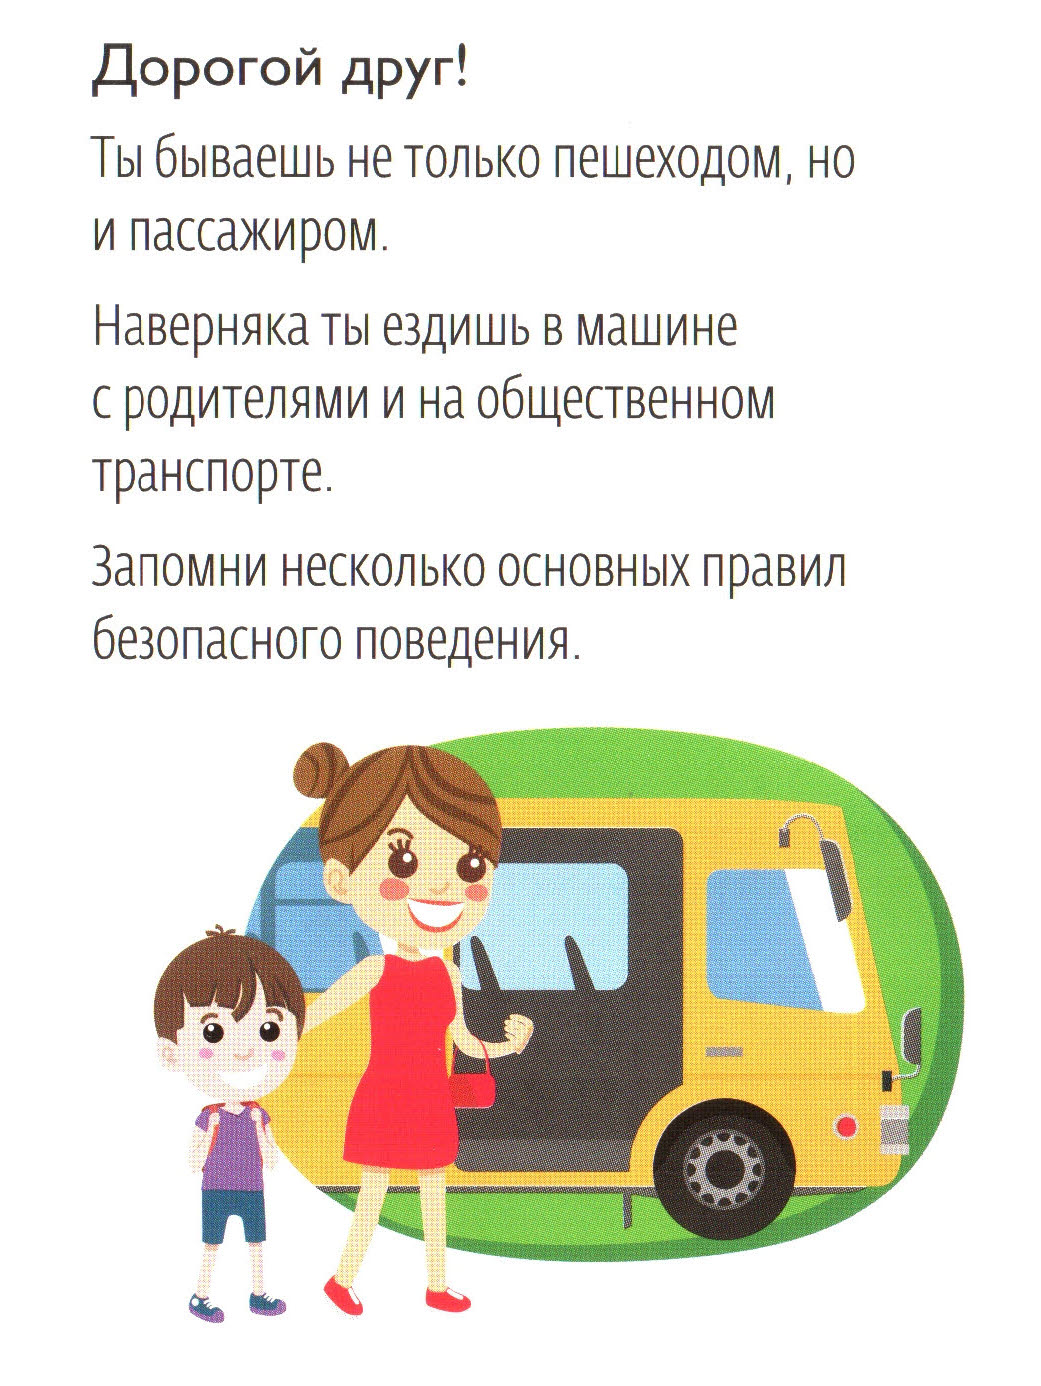 Дорогой друг!
Ты бываешь не только пешеходом, но
и пассажиром.
Наверняка ты ездишь в машине
с родителями и на общественном
транспорте.
Запомни несколько основных правил
безопасного поведения.